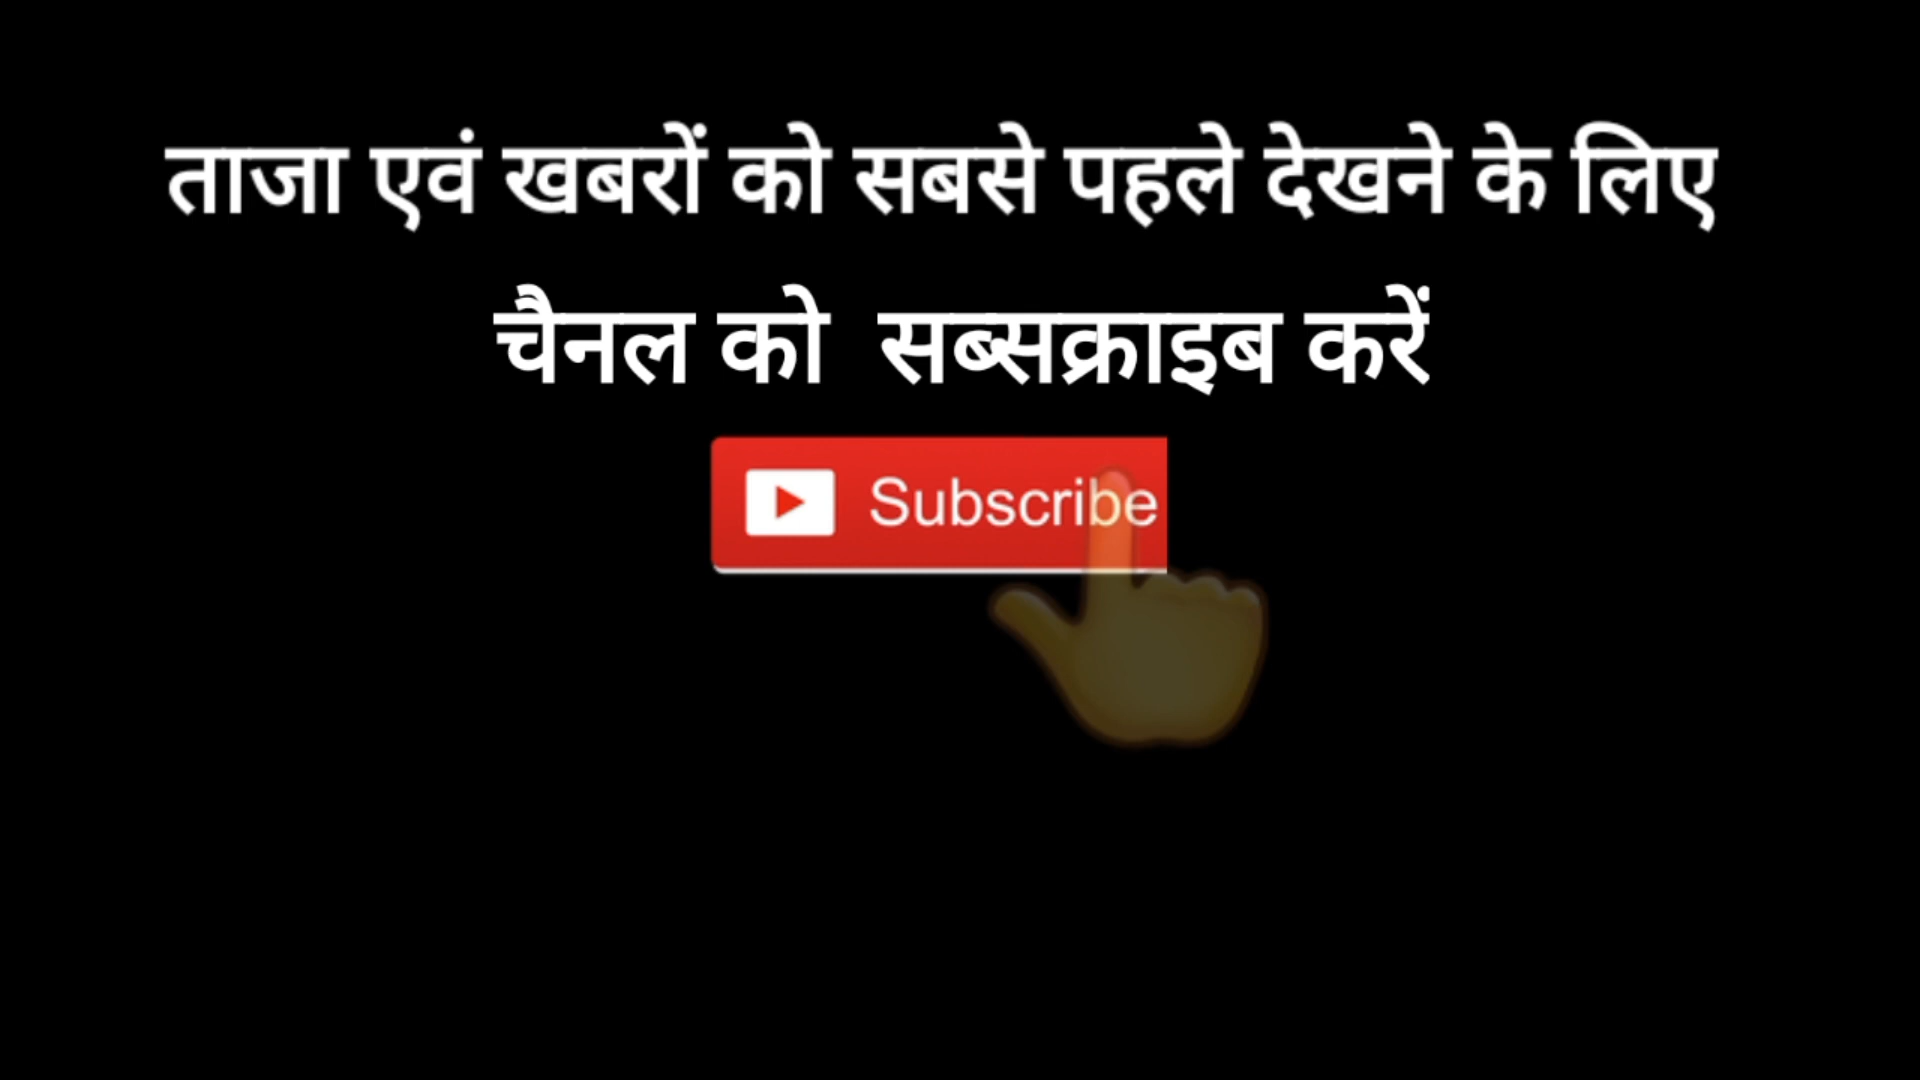 ताजा एवं खबरों को सबसे पहले देखने के लिए
चैनल को  सब्सक्राइब करें
Subscribe